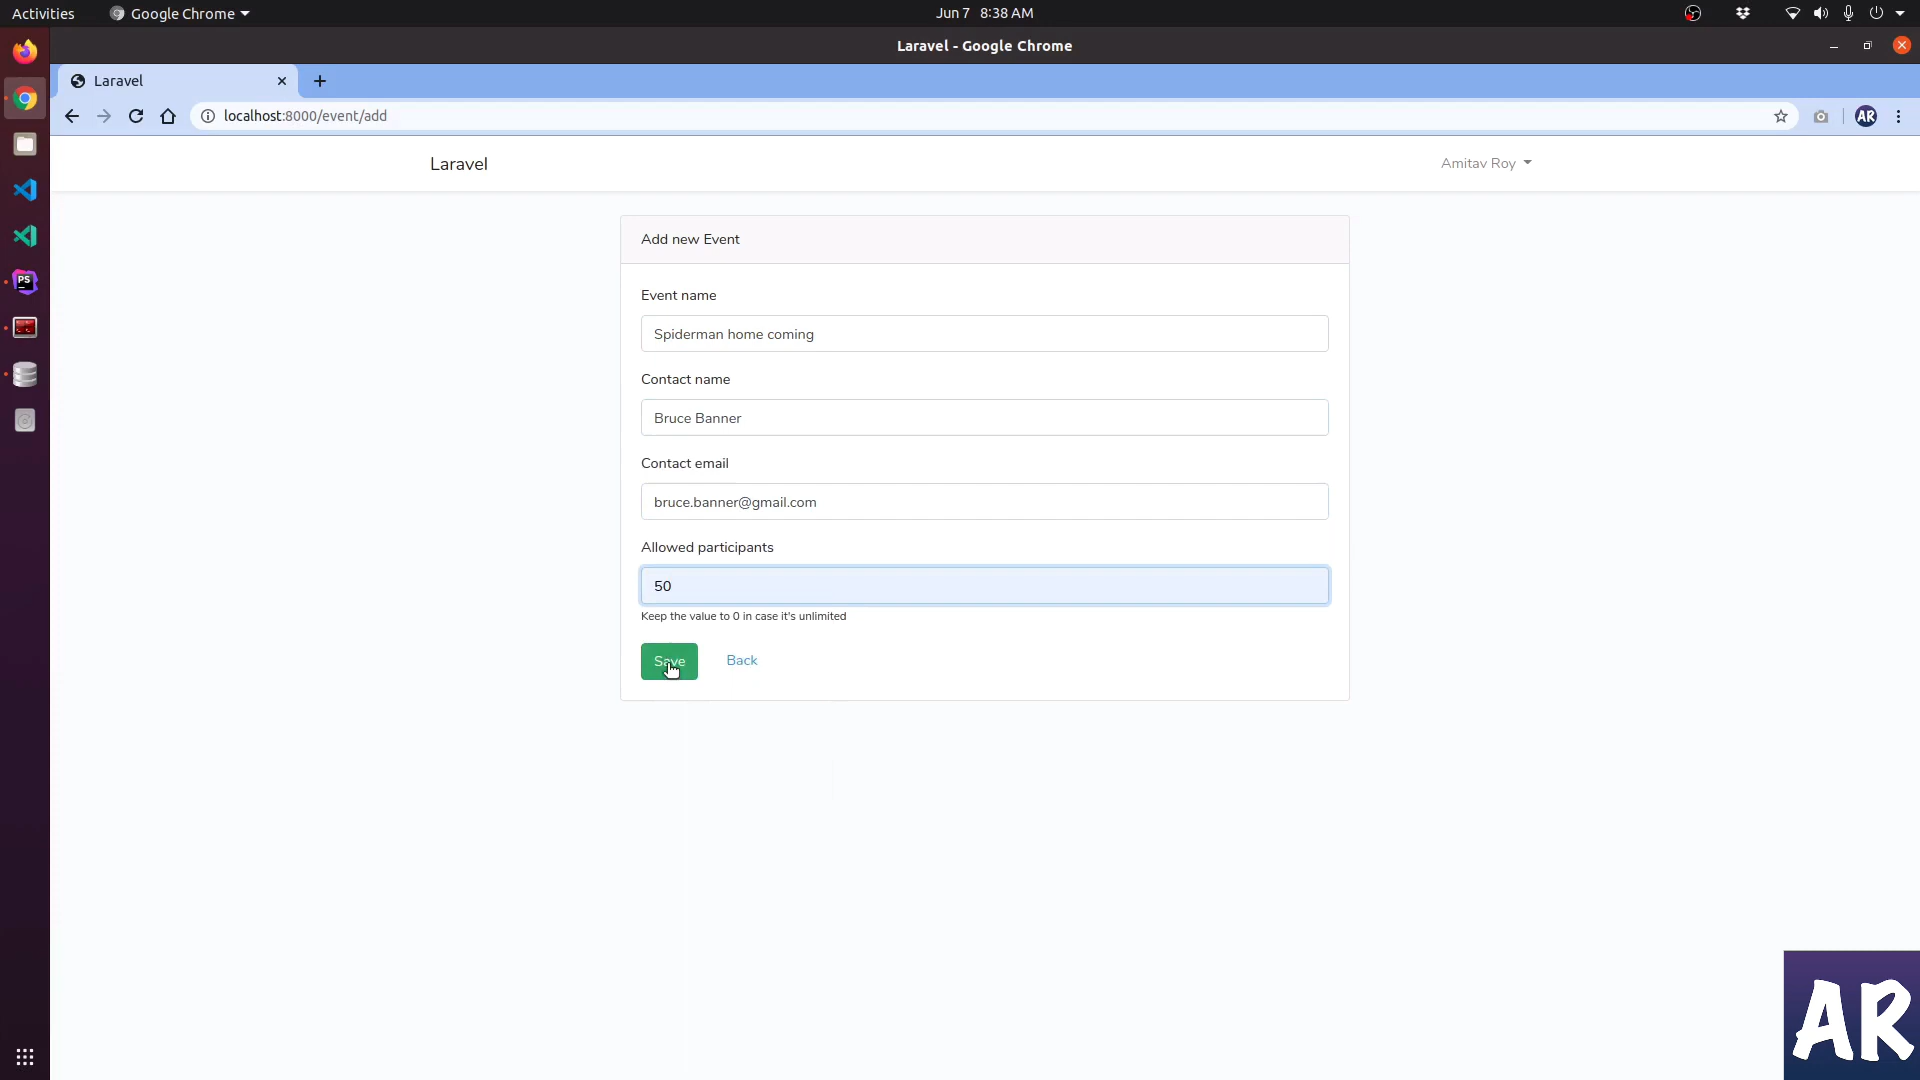 Activities
Google Chrome
Jun 7 8:38 AM
Laravel - Google Chrome
Laravel
localhost:8000/event/add
AR
Laravel
Amitav Roy
Add new Event
Event name
Spiderman home coming
Contact name
Bruce Banner
Contact email
bruce.banner@gmail.com
Allowed participants
50
Keep the value to 0 in case it's unlimited
Save
Back
PS
AR